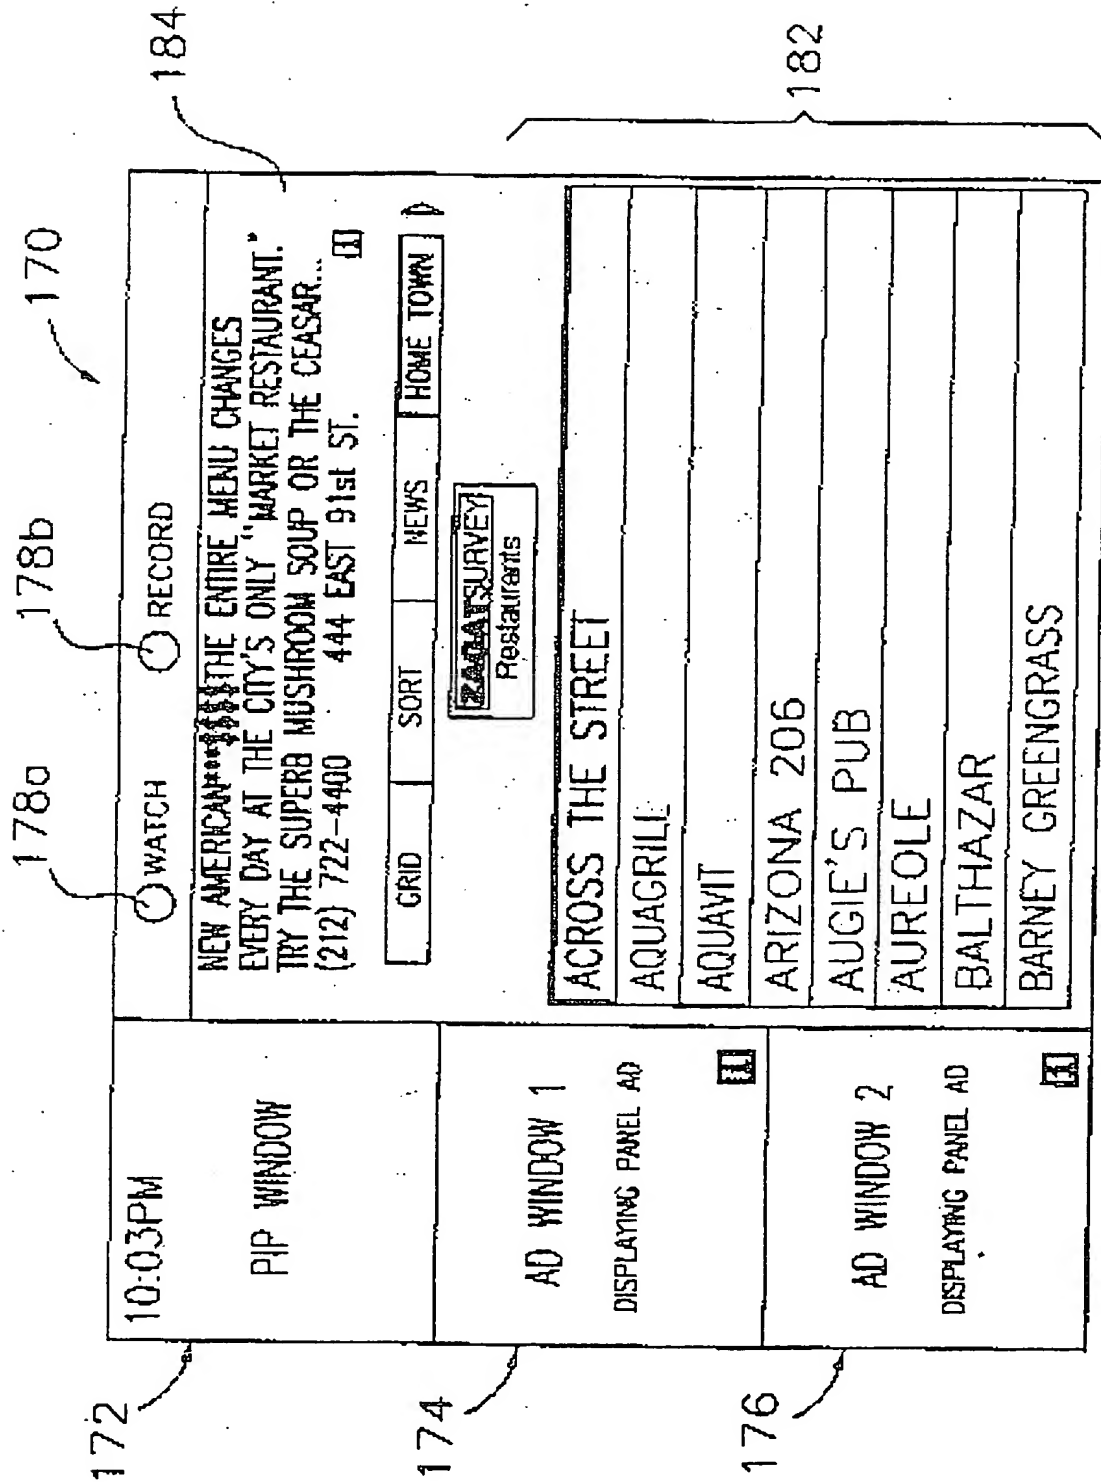 170
178a
178b
184
172
174
176
182
10:03PM
PIP WINDOW
AD WINDOW 1
DISPLAYING PANEL AD
AD WINDOW 2
DISPLAYING PANEL AD
WATCH RECORD
NEW AMERICAN****$$$$THE ENTIRE MENU CHANGES
EVERY DAY AT THE CITY'S ONLY "MARKET RESTAURANT."
TRY THE SUPERB MUSHROOM SOUP OR THE CEASAR...
(212) 722-4400 444 EAST 91st ST.
GRID SORT NEWS HOME TOWN
ZAGATSURVEY
Restaurants
ACROSS THE STREET
AQUAGRILL
AQUAVIT
ARIZONA 206
AUGIE'S PUB
AUREOLE
BALTHAZAR
BARNEY GREENGRASS